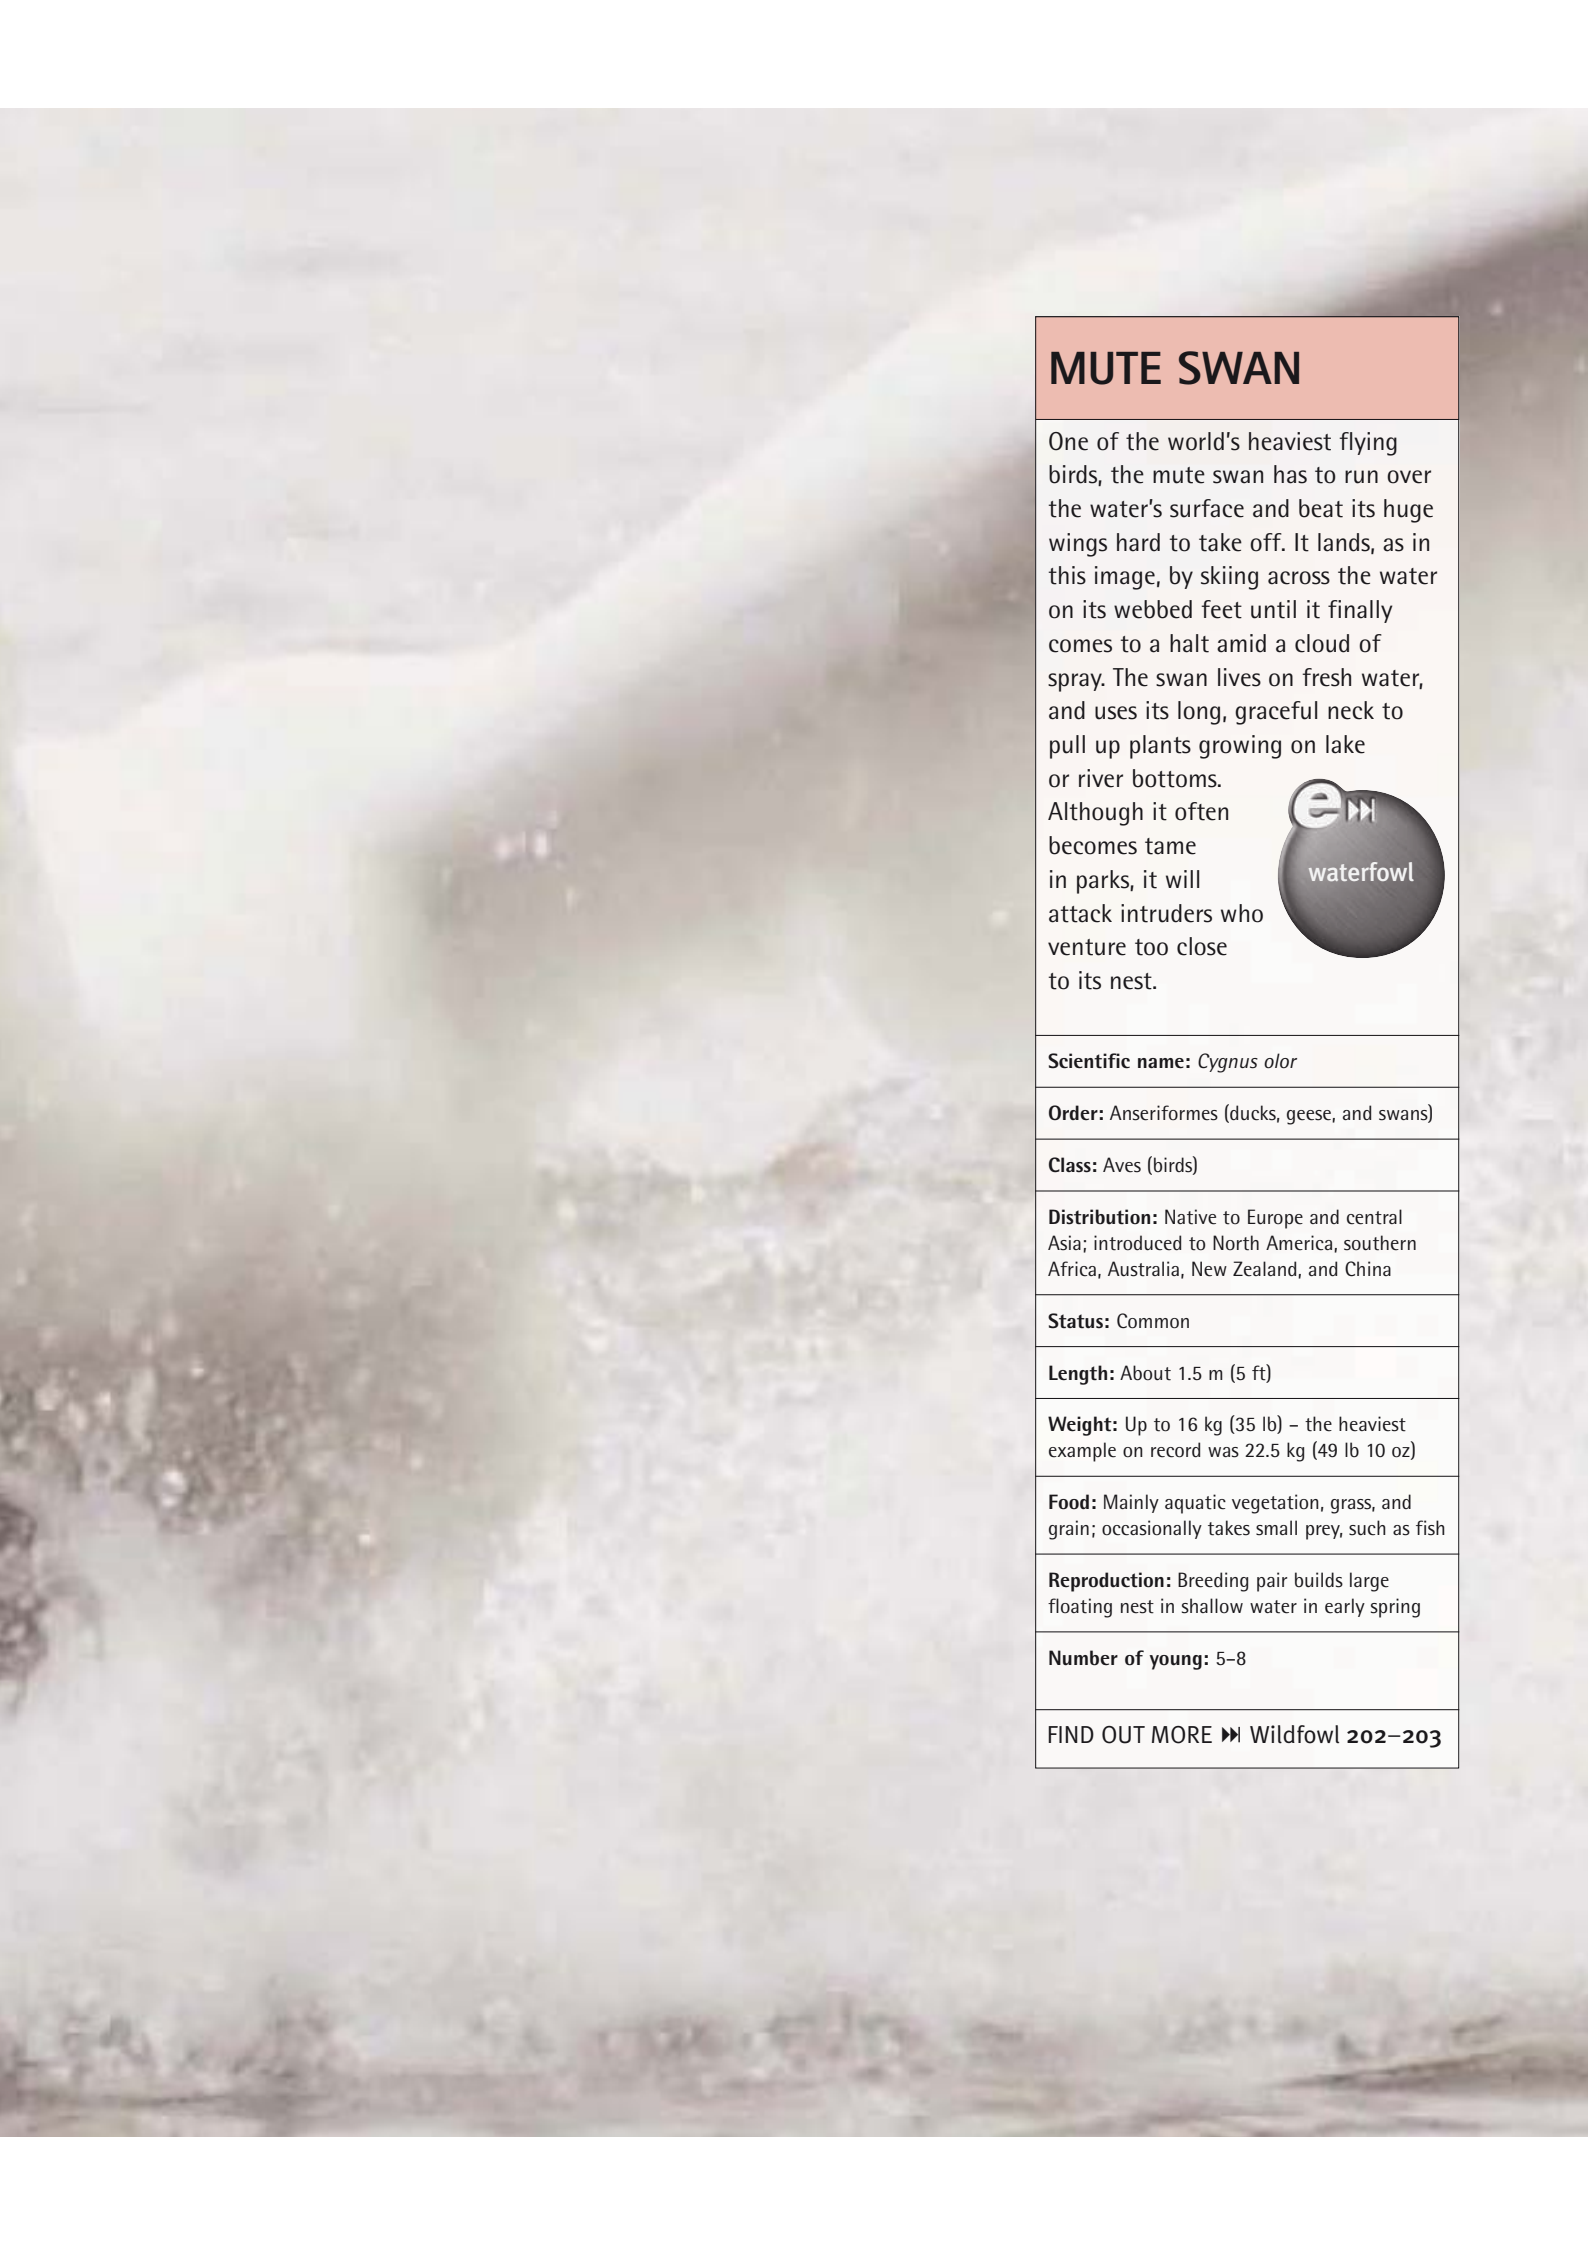 MUTE SWAN
One of the world's heaviest flying
birds, the mute swan has to run over
the water's surface and beat its huge
wings hard to take off. It lands, as in
this image, by skiing across the water
on its webbed feet until it finally
comes to a halt amid a cloud of
spray. The swan lives on fresh water,
and uses its long, graceful neck to
pull up plants growing on lake
or river bottoms.
Although it often
becomes tame
in parks, it will
attack intruders who
venture too close
to its nest.
e
waterfowl
Scientific name: Cygnus olor
Order: Anseriformes (ducks, geese, and swans)
Class: Aves (birds)
Distribution: Native to Europe and central
Asia; introduced to North America, southern
Africa, Australia, New Zealand, and China
Status: Common
Length: About 1.5 m (5 ft)
Weight: Up to 16 kg (35 lb) – the heaviest
example on record was 22.5 kg (49 lb 10 oz)
Food: Mainly aquatic vegetation, grass, and
grain; occasionally takes small prey, such as fish
Reproduction: Breeding pair builds large
floating nest in shallow water in early spring
Number of young: 5–8
FIND OUT MORE ⏭ Wildfowl 202–203